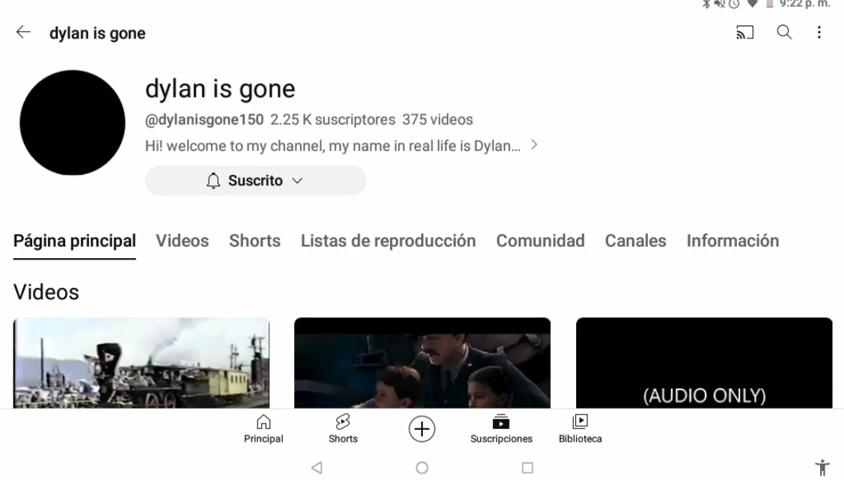 9:22 p. m.
dylan is gone
dylan is gone
@dylanisgone150 2.25 K suscriptores 375 videos
Hi! welcome to my channel, my name in real life is Dylan...
Suscrito
Página principal Videos Shorts Listas de reproducción Comunidad Canales Información
Videos
(AUDIO ONLY)
Principal Shorts Suscripciones Biblioteca